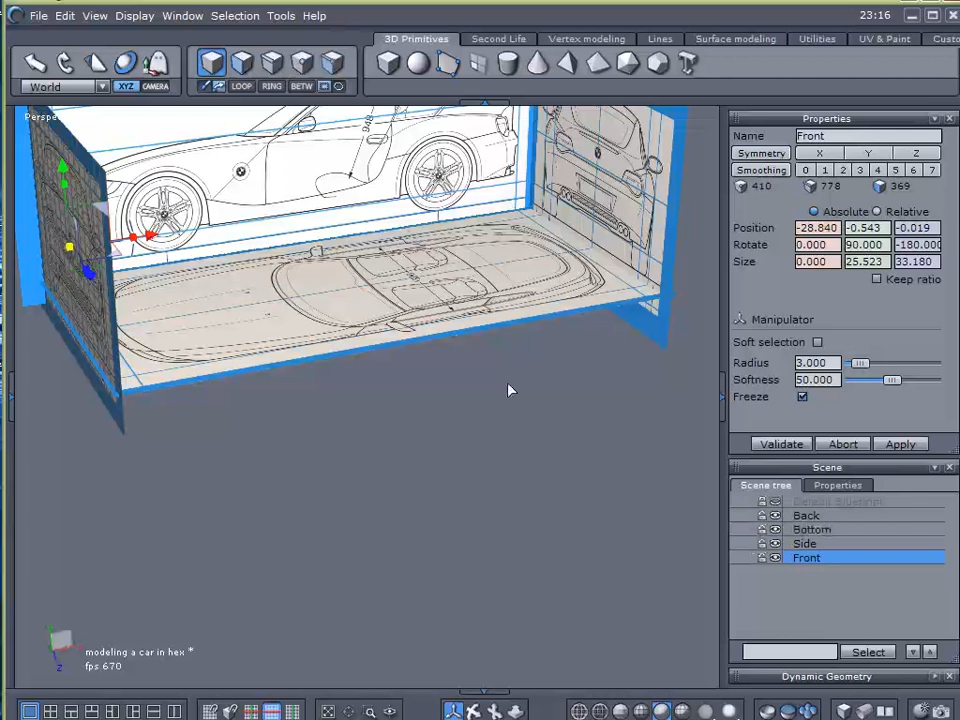 File Edit View Display Window Selection Tools Help 23:16
3D Primitives Second Life Vertex modeling Lines Surface modeling Utilities UV & Paint Custo
World XYZ CAMERA LOOP RING BETW
Persp
948
Properties
Name Front
Symmetry X Y Z
Smoothing 1 2 3 4 5 6 7
410 778 369
Absolute Relative
Position -28.840 -0.543 -0.019
Rotate 0.000 90.000 -180.000
Size 0.000 25.523 33.180
Keep ratio
Manipulator
Soft selection
Radius 3.000
Softness 50.000
Freeze
Validate Abort Apply
Scene
Scene tree Properties
Default Blueprint
Back
Bottom
Side
Front
Select
Dynamic Geometry
Z
modeling a car in hex *
fps 670